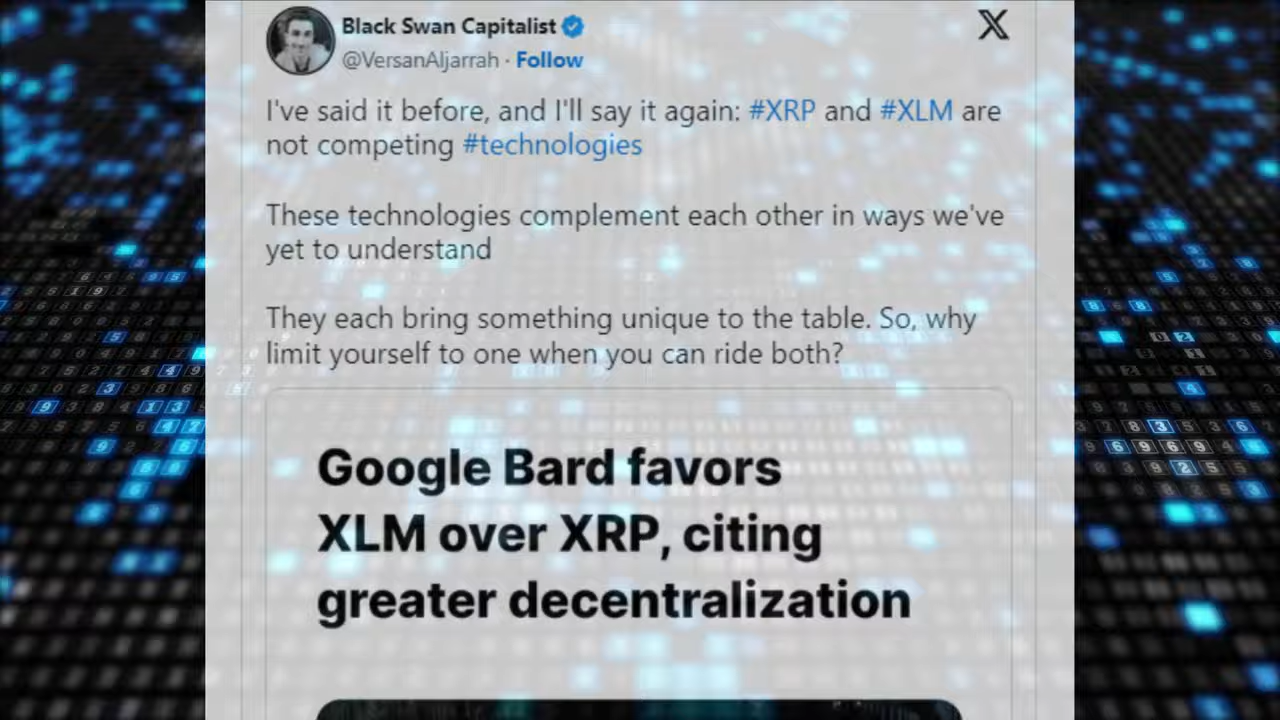 Black Swan Capitalist
@VersanAljarrah · Follow
I've said it before, and I'll say it again: #XRP and #XLM are
not competing #technologies
These technologies complement each other in ways we've
yet to understand
They each bring something unique to the table. So, why
limit yourself to one when you can ride both?
Google Bard favors
XLM over XRP, citing
greater decentralization